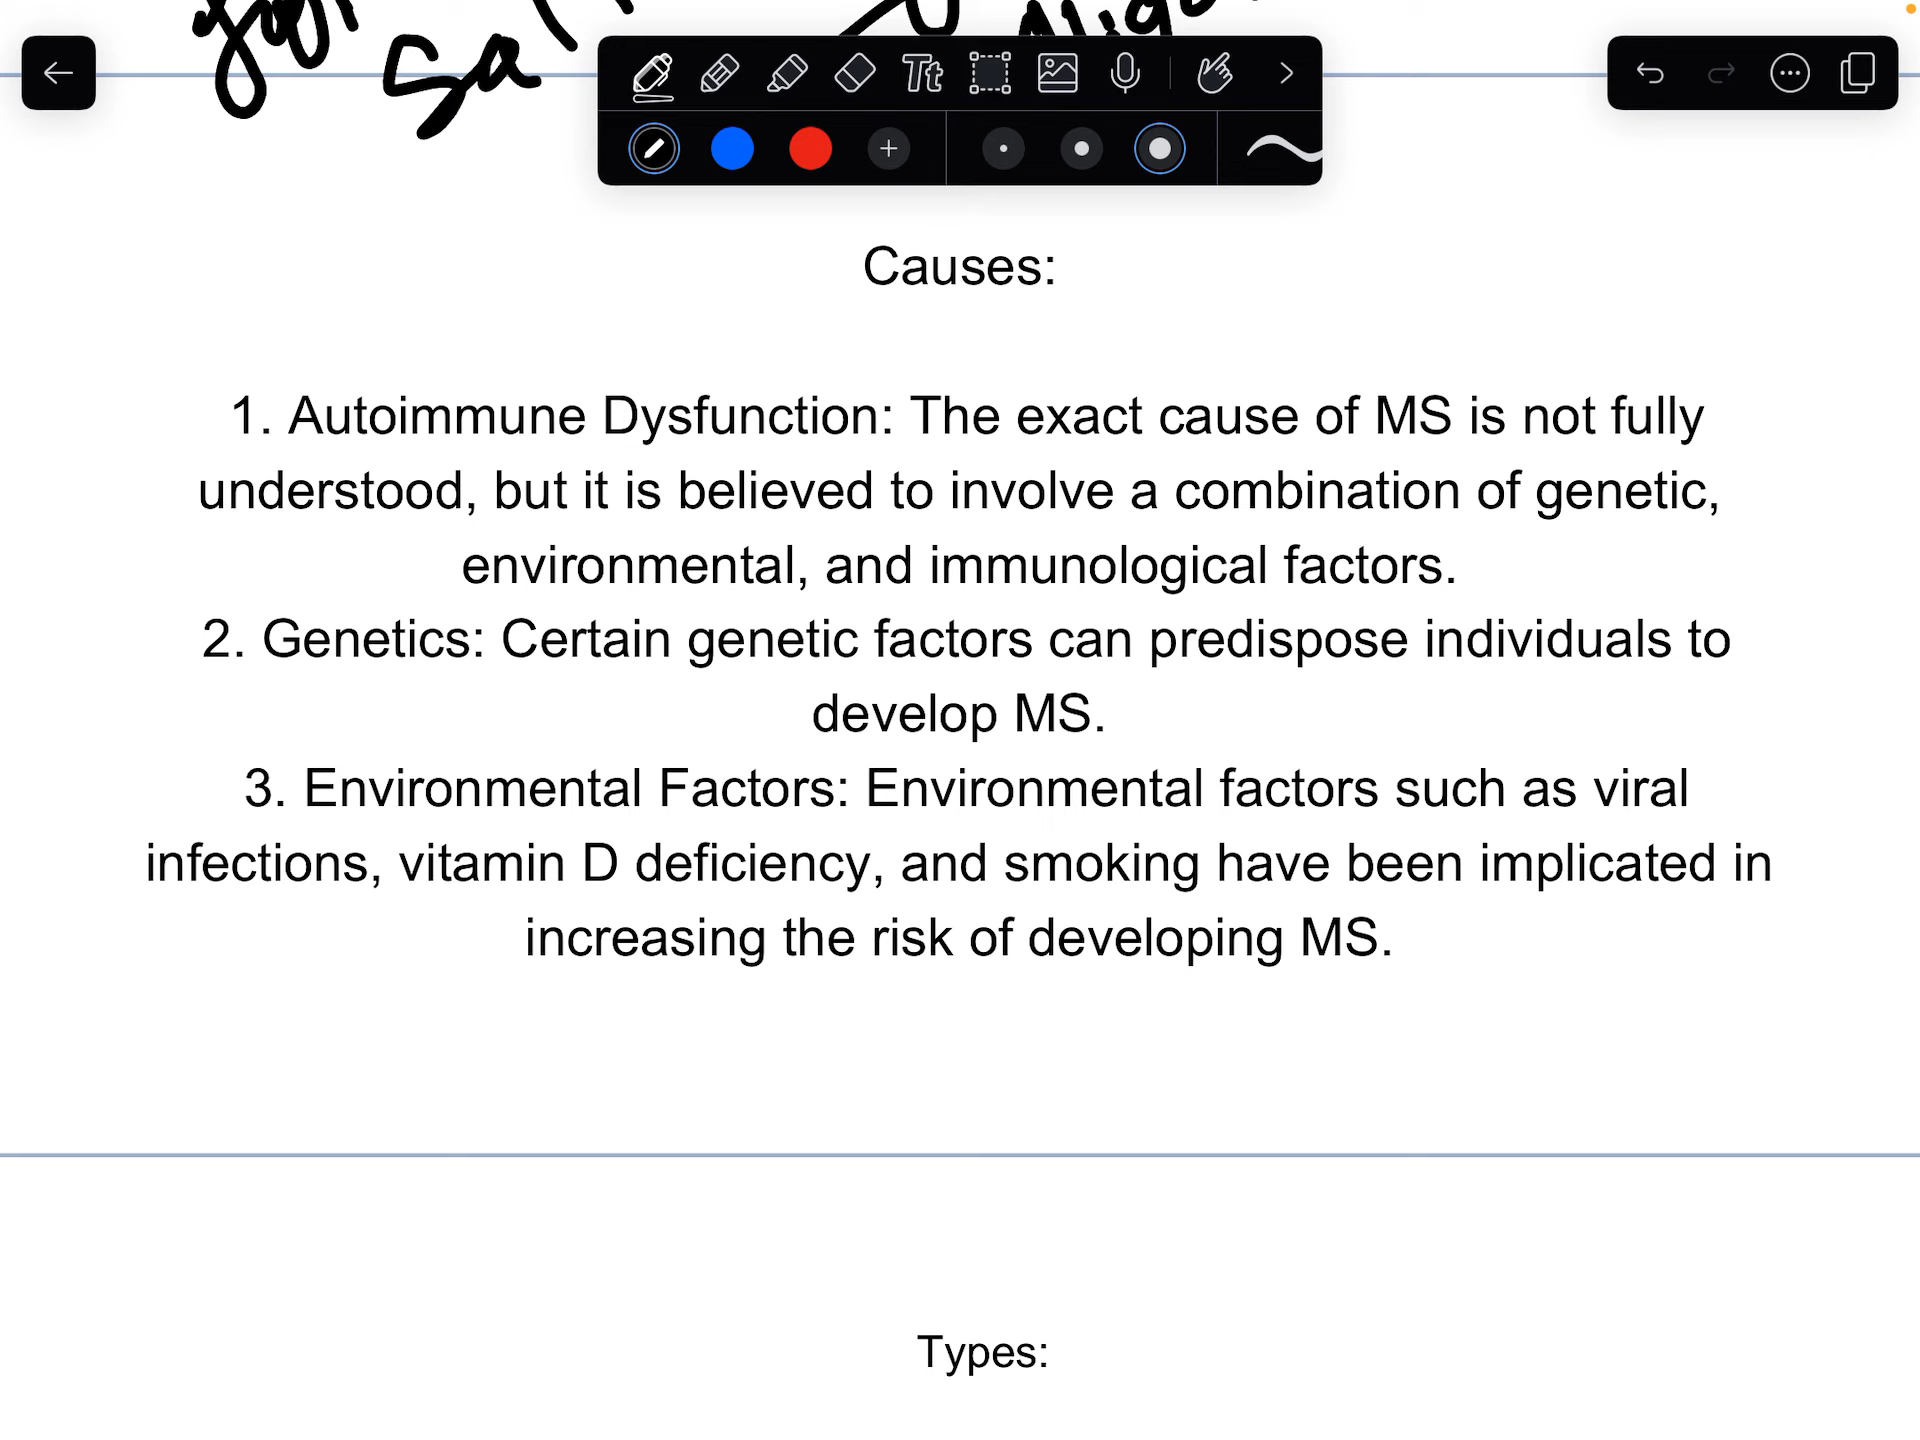 Tt
Causes:
1. Autoimmune Dysfunction: The exact cause of MS is not fully
understood, but it is believed to involve a combination of genetic,
environmental, and immunological factors.
2. Genetics: Certain genetic factors can predispose individuals to
develop MS.
3. Environmental Factors: Environmental factors such as viral
infections, vitamin D deficiency, and smoking have been implicated in
increasing the risk of developing MS.
Types: